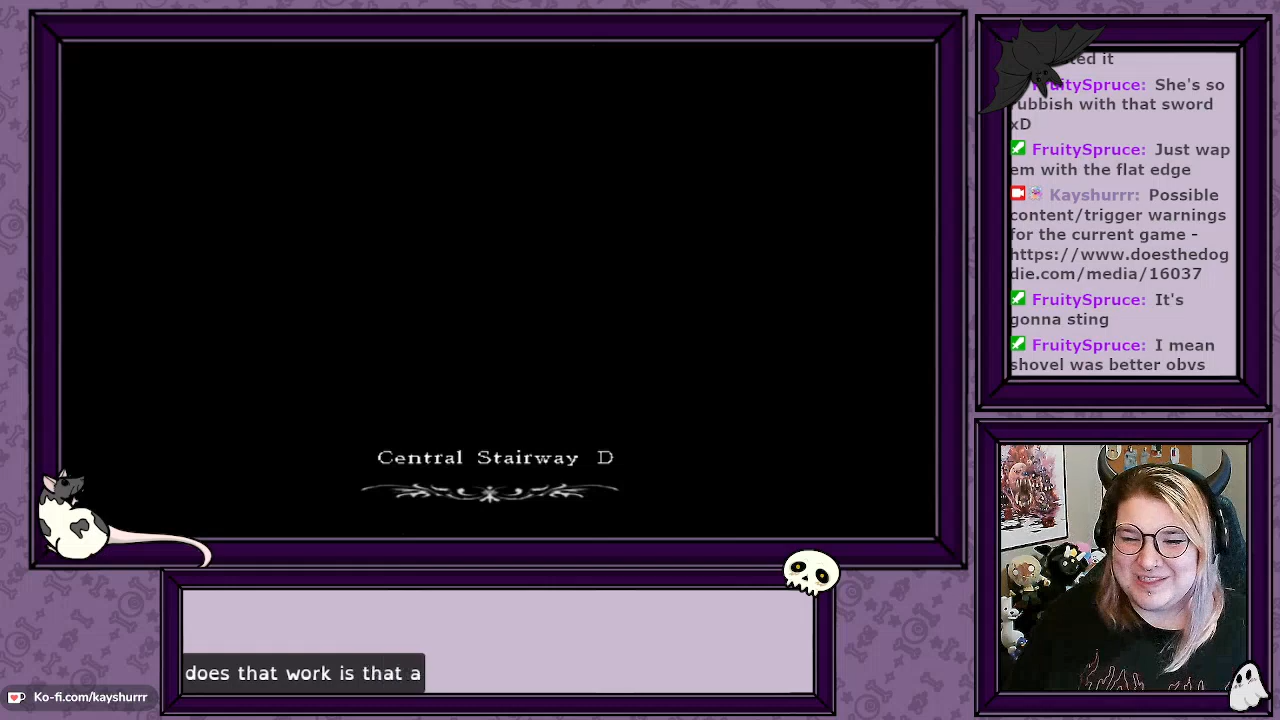 ted it
FruitySpruce: She's so
rubbish with that sword
xD
FruitySpruce: Just wap
em with the flat edge
Kayshurrr: Possible
content/trigger warnings
for the current game -
https://www.doesthedog
die.com/media/16037
FruitySpruce: It's
gonna sting
FruitySpruce: I mean
shovel was better obvs
Central Stairway D
does that work is that a
Ko-fi.com/kayshurrr